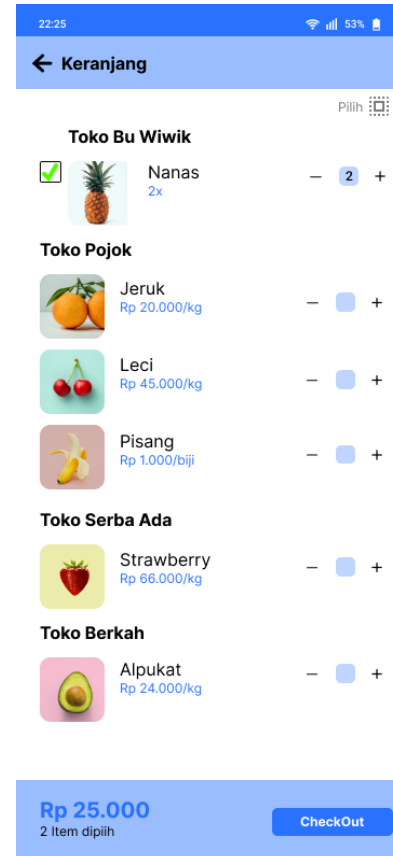 22:25 53%
Keranjang
Pilih
Toko Bu Wiwik
Nanas
2x
— 2 +
Toko Pojok
Jeruk
Rp 20.000/kg
— +
Leci
Rp 45.000/kg
— +
Pisang
Rp 1.000/biji
— +
Toko Serba Ada
Strawberry
Rp 66.000/kg
— +
Toko Berkah
Alpukat
Rp 24.000/kg
— +
Rp 25.000
2 Item dipiih
CheckOut